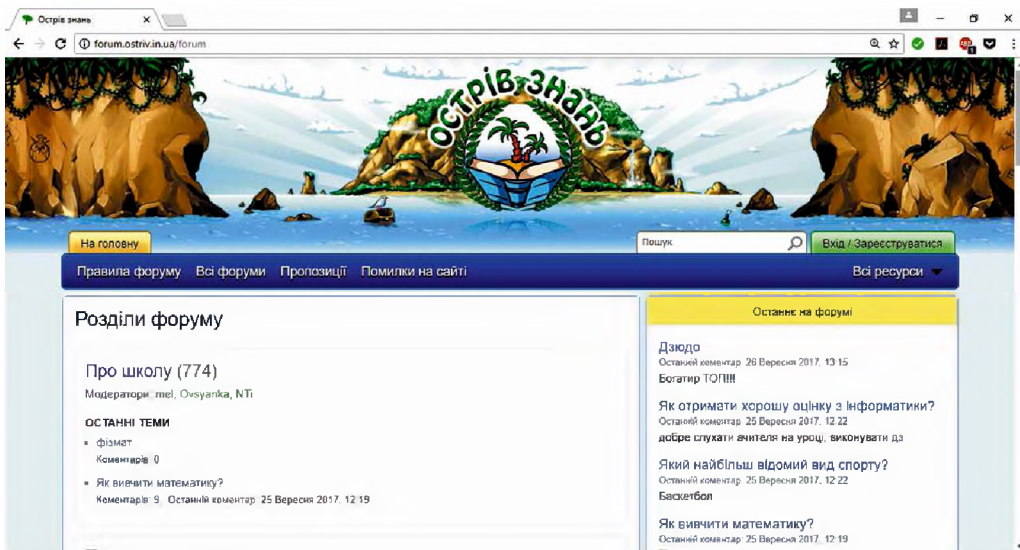 Острів знань
forum.ostriv.in.ua/forum
ОСТРІВ ЗНАНЬ
На головну
Пошук
Вхід / Зареєструватися
Правила форуму Всі форуми Пропозиції Помилки на сайті
Всі ресурси
Розділи форуму
Про школу (774)
Модератори: mel, Ovsyanka, NTi
ОСТАННІ ТЕМИ
фізмат
Коментарів: 0
Як вивчити математику?
Коментарів: 9, Останній коментар: 25 Вересня 2017, 12:19
Останнє на форумі
Дзюдо
Останній коментар: 26 Вересня 2017, 13:15
Богатир ТОП!!!
Як отримати хорошу оцінку з інформатики?
Останній коментар: 25 Вересня 2017, 12:22
добре слухати вчителя на уроці, виконувати дз
Який найбільш відомий вид спорту?
Останній коментар: 25 Вересня 2017, 12:22
Баскетбол
Як вивчити математику?
Останній коментар: 25 Вересня 2017, 12:19